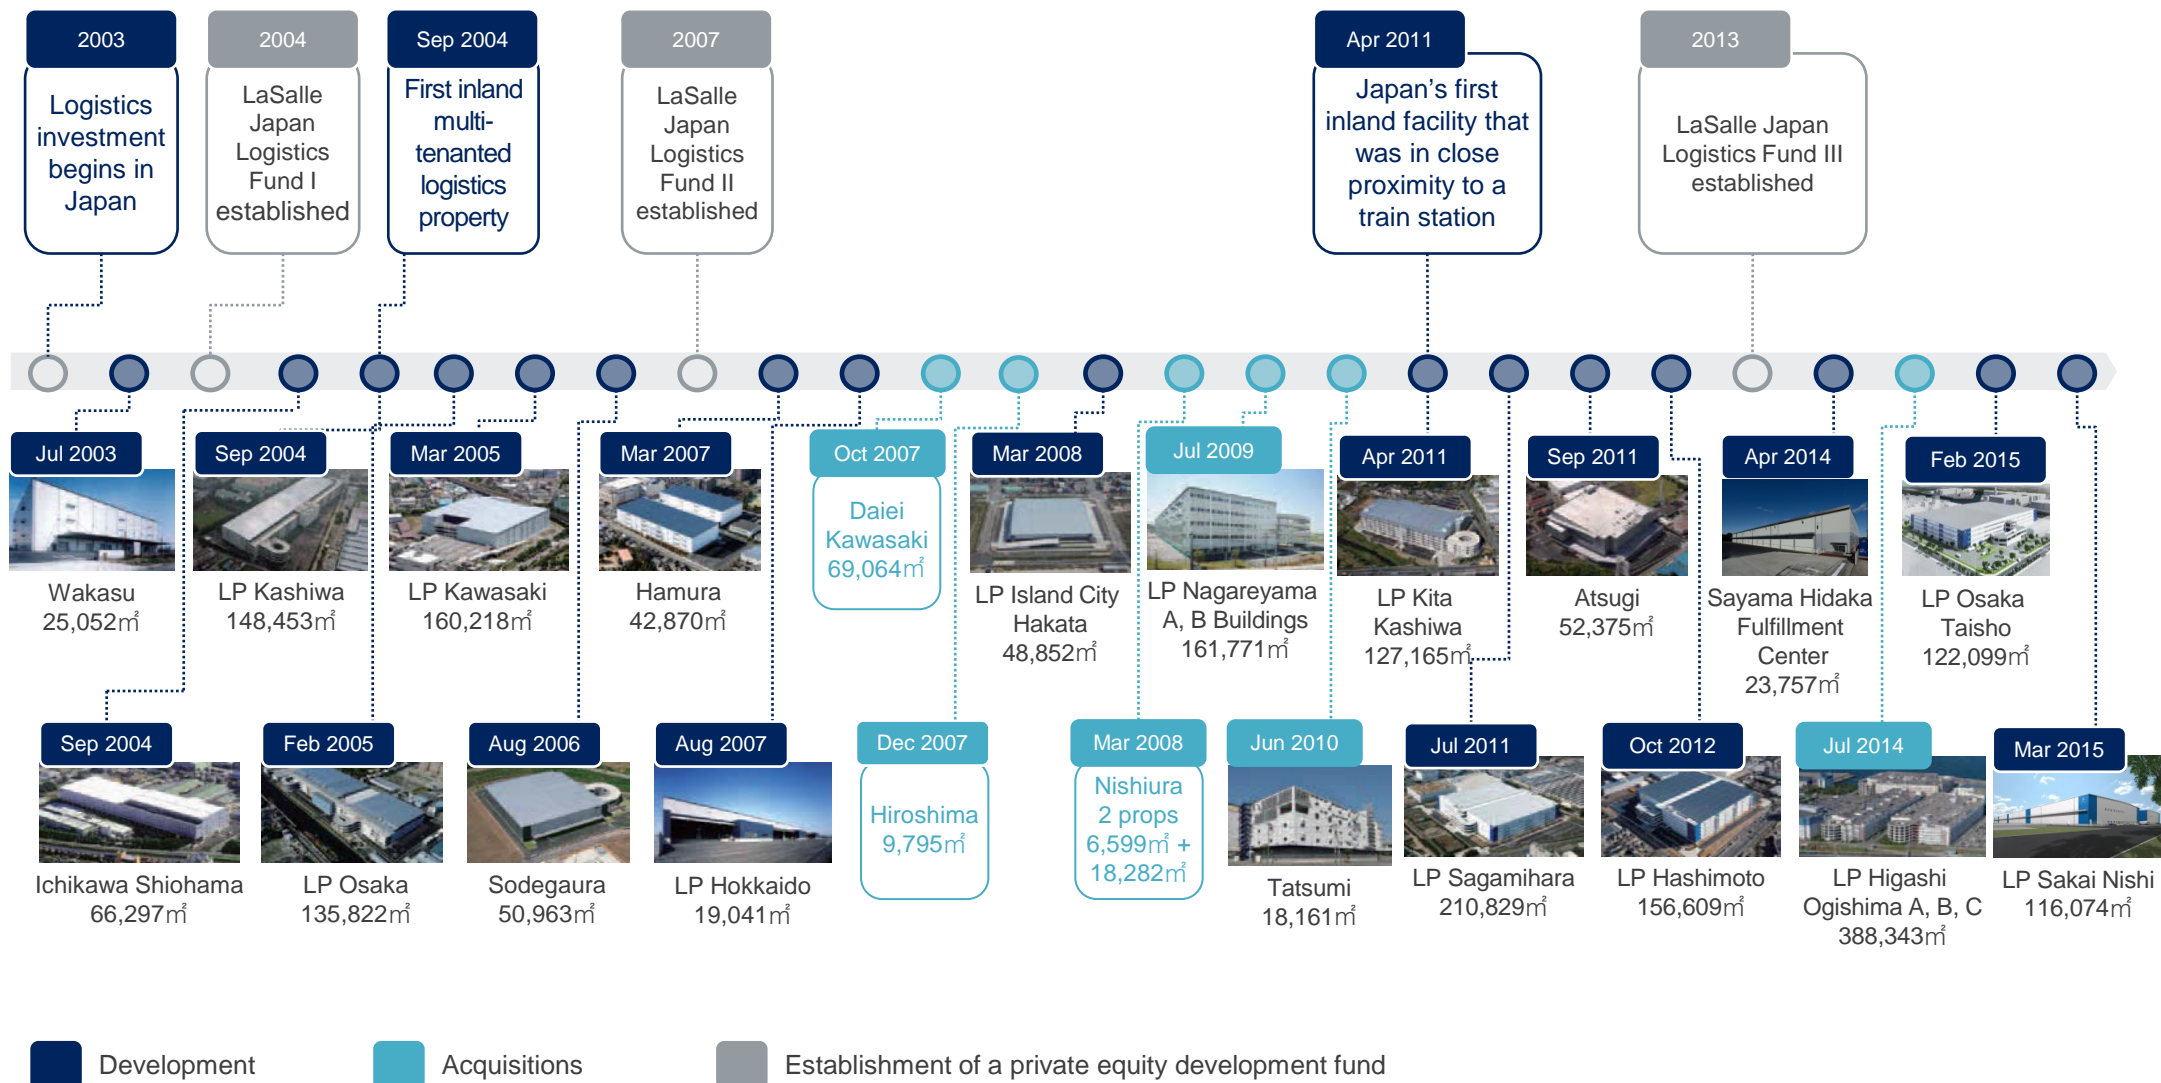 2003
Logistics
investment
begins in
Japan
2004
LaSalle
Japan
Logistics
Fund I
established
Sep 2004
First inland
multi-
tenanted
logistics
property
2007
LaSalle
Japan
Logistics
Fund II
established
Apr 2011
Japan's first
inland facility that
was in close
proximity to a
train station
2013
LaSalle Japan
Logistics Fund III
established
Jul 2003
Wakasu
25,052㎡
Sep 2004
LP Kashiwa
148,453㎡
Mar 2005
LP Kawasaki
160,218㎡
Mar 2007
Hamura
42,870㎡
Oct 2007
Daiei
Kawasaki
69,064㎡
Mar 2008
LP Island City
Hakata
48,852㎡
Jul 2009
LP Nagareyama
A, B Buildings
161,771㎡
Apr 2011
LP Kita
Kashiwa
127,165㎡
Sep 2011
Atsugi
52,375㎡
Apr 2014
Sayama Hidaka
Fulfillment
Center
23,757㎡
Feb 2015
LP Osaka
Taisho
122,099㎡
Sep 2004
Ichikawa Shiohama
66,297㎡
Feb 2005
LP Osaka
135,822㎡
Aug 2006
Sodegaura
50,963㎡
Aug 2007
LP Hokkaido
19,041㎡
Dec 2007
Hiroshima
9,795㎡
Mar 2008
Nishiura
2 props
6,599㎡ +
18,282㎡
Jun 2010
Tatsumi
18,161㎡
Jul 2011
LP Sagamihara
210,829㎡
Oct 2012
LP Hashimoto
156,609㎡
Jul 2014
LP Higashi
Ogishima A, B, C
388,343㎡
Mar 2015
LP Sakai Nishi
116,074㎡
Development
Acquisitions
Establishment of a private equity development fund